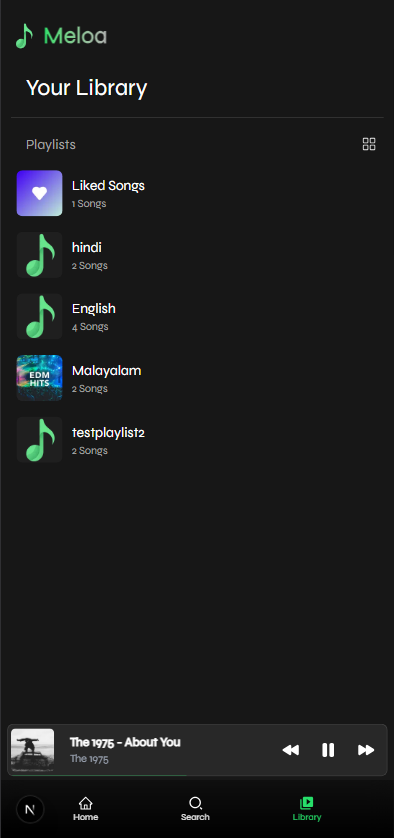 Meloa
Your Library
Playlists
Liked Songs
1 Songs
hindi
2 Songs
English
4 Songs
EDM
HITS
Malayalam
2 Songs
testplaylist2
2 Songs
The 1975 - About You
The 1975
N
Home
Search
Library